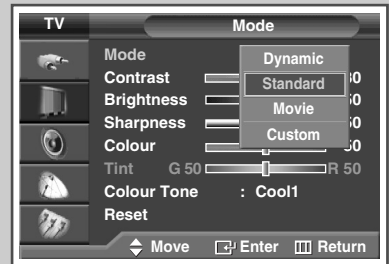 TV Mode
Mode
Dynamic
Contrast
Standard
Brightness
Movie
Sharpness
Custom
Colour
50
Tint G 50 R 50
Colour Tone : Cool1
Reset
Move Enter Return